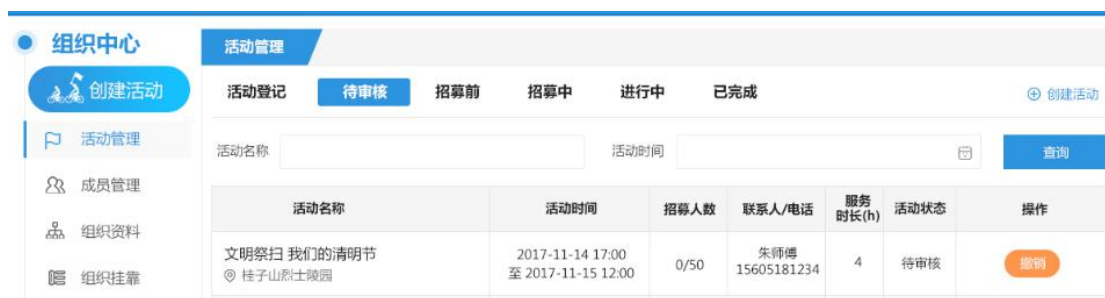 组织中心
创建活动
活动管理
成员管理
组织资料
组织挂靠
活动管理
活动登记 待审核 招募前 招募中 进行中 已完成 创建活动
活动名称 活动时间 查询
活动名称 活动时间 招募人数 联系人/电话 服务 活动状态 操作
时长(h)
文明祭扫 我们的清明节 2017-11-14 17:00 朱师傅
0/50 4 待审核 撤销
桂子山烈士陵园 至 2017-11-15 12:00 15605181234